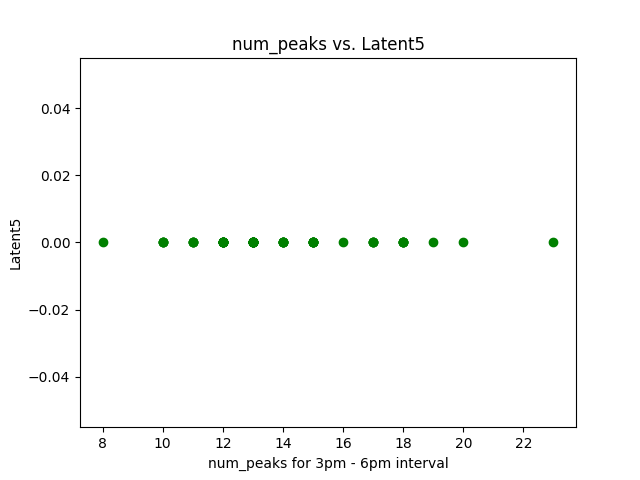 num_peaks vs. Latent5
0.04
0.02
0.00
−0.02
−0.04
Latent5
8 10 12 14 16 18 20 22
num_peaks for 3pm - 6pm interval